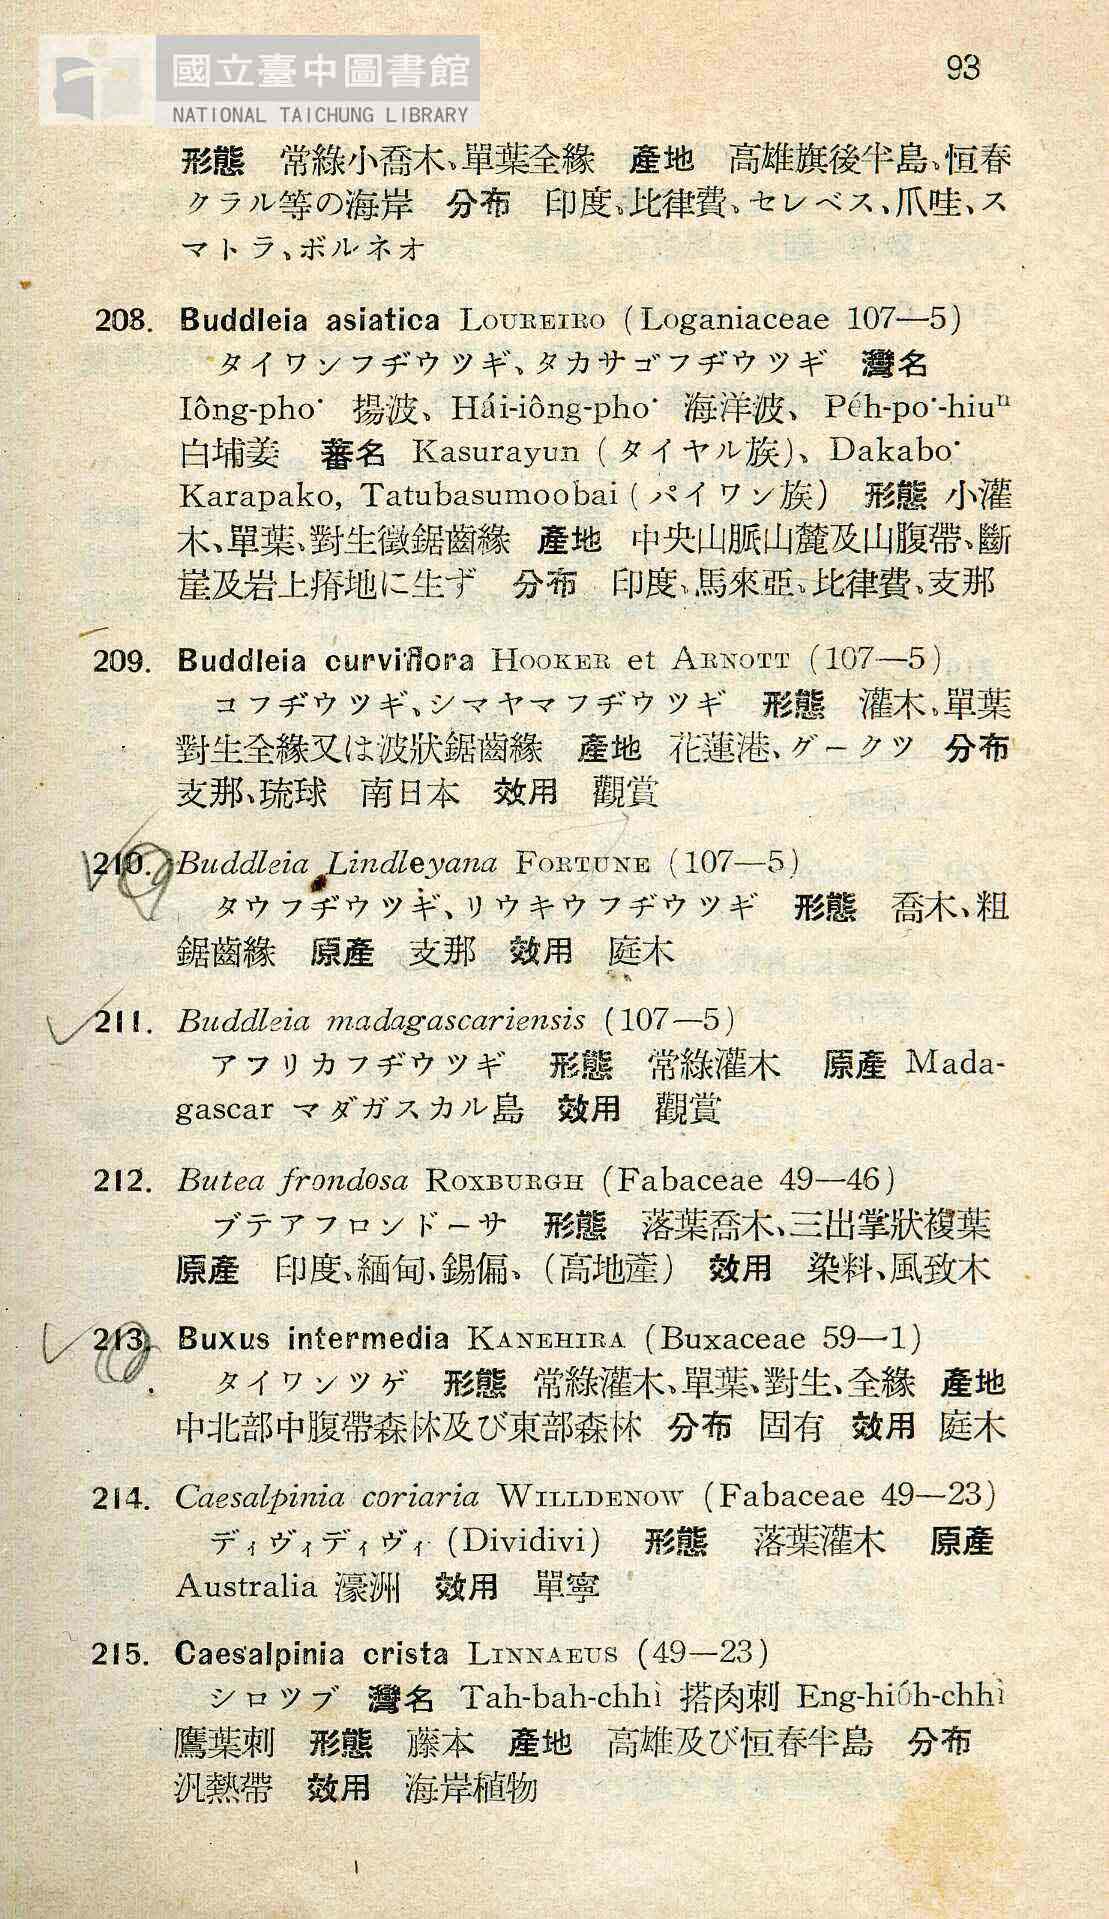 國立臺中圖書館
NATIONAL TAICHUNG LIBRARY
93
形態 常綠小喬木、單葉全緣 產地 高雄旗後半島、恒春
クラル等の海岸 分布 印度、比律賓、セレベス、爪哇、ス
マトラ、ボルネオ
208. Buddleia asiatica LOUREIRO (Loganiaceae 107—5)
タイワンフヂウツギ、タカサゴフヂウツギ 灣名
Iông-pho͘ 揚波、Hái-iông-pho͘ 海洋波、Péh-po͘-hiuⁿ
白埔姜 蕃名 Kasurayun (タイヤル族)、Dakabo͘
Karapako, Tatubasumoobai (パイワン族) 形態 小灌
木、單葉、對生徵鋸齒緣 產地 中央山脈山麓及山腹帶、斷
崖及岩上瘠地に生ず 分布 印度、馬來亞、比律賓、支那
209. Buddleia curviflora HOOKER et ARNOTT (107—5)
コフヂウツギ、シマヤマフヂウツギ 形態 灌木、單葉
對生全緣又は波狀鋸齒緣 產地 花蓮港、グークツ 分布
支那、琉球 南日本 效用 觀賞
210. Buddleia Lindleyana FORTUNE (107—5)
タウフヂウツギ、リウキウフヂウツギ 形態 喬木、粗
鋸齒緣 原產 支那 效用 庭木
211. Buddleia madagascariensis (107—5)
アフリカフヂウツギ 形態 常綠灌木 原產 Mada-
gascar マダガスカル島 效用 觀賞
212. Butea frondosa ROXBURGH (Fabaceae 49—46)
ブテアフロンドーサ 形態 落葉喬木、三出掌狀複葉
原產 印度、緬甸、錫倫、(高地產) 效用 染料、風致木
213. Buxus intermedia KANEHIRA (Buxaceae 59—1)
タイワンツゲ 形態 常綠灌木、單葉、對生、全緣 產地
中北部中腹帶森林及び東部森林 分布 固有 效用 庭木
214. Caesalpinia coriaria WILLDENOW (Fabaceae 49—23)
ディヴィディヴィ (Dividivi) 形態 落葉灌木 原產
Australia 濠洲 效用 單寧
215. Caesalpinia crista LINNAEUS (49—23)
シロツブ 灣名 Tah-bah-chhì 搭肉刺 Eng-hióh-chhì
鷹葉刺 形態 藤本 產地 高雄及び恒春半島 分布
汎熱帶 效用 海岸植物